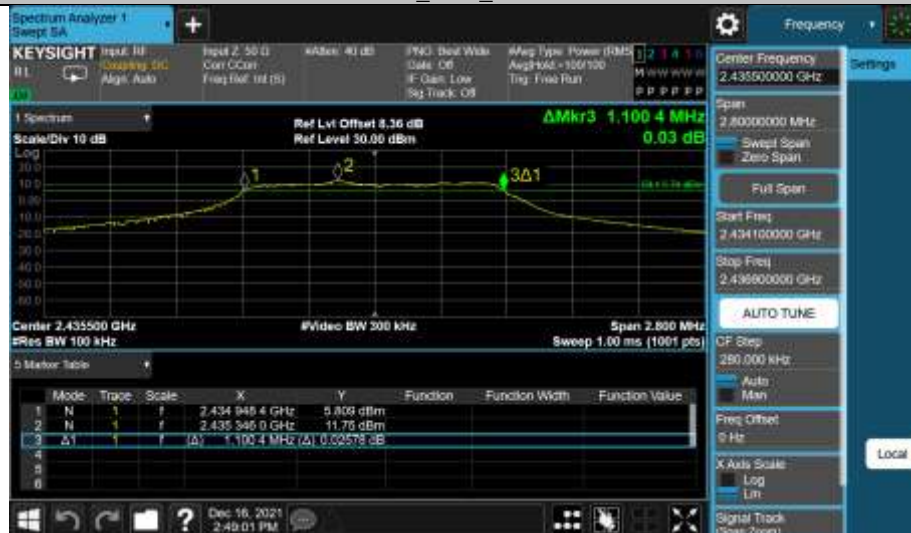 Spectrum Analyzer 1
Swept SA
+
Frequency
KEYSIGHT Input: RF
Coupling: DC
Align: Auto
Input Z: 50 Ω
Corr CCorr
Freq Ref: Int (S)
#Atten: 40 dB
PNO: Best Wide
Gate: Off
IF Gain: Low
Sig Track: Off
#Avg Type: Power (RMS
Avg|Hold:>100/100
Trig: Free Run
M W W W W W
P P P P P P
Center Frequency
2.435500000 GHz
Settings
Span
2.80000000 MHz
Swept Span
Zero Span
Full Span
Start Freq
2.434100000 GHz
Stop Freq
2.436900000 GHz
AUTO TUNE
CF Step
280.000 kHz
Auto
Man
Freq Offset
0 Hz
X Axis Scale
Log
Lin
Signal Track
(Span Zoom)
Local
1 Spectrum
Scale/Div 10 dB
Log
Ref Lvl Offset 8.36 dB
Ref Level 30.00 dBm
ΔMkr3 1.100 4 MHz
0.03 dB
20.0
10.0
0.00
-10.0
-20.0
-30.0
-40.0
-50.0
-60.0
1
2
3Δ1
Center 2.435500 GHz
#Res BW 100 kHz
#Video BW 300 kHz
Span 2.800 MHz
Sweep 1.00 ms (1001 pts)
5 Marker Table
Mode Trace Scale X Y Function Function Width Function Value
1 N 1 f 2.434 948 4 GHz 5.809 dBm
2 N 1 f 2.435 346 0 GHz 11.75 dBm
3 Δ1 1 f (Δ) 1.100 4 MHz (Δ) 0.02578 dB
4
5
6
? Dec 16, 2021
2:49:01 PM